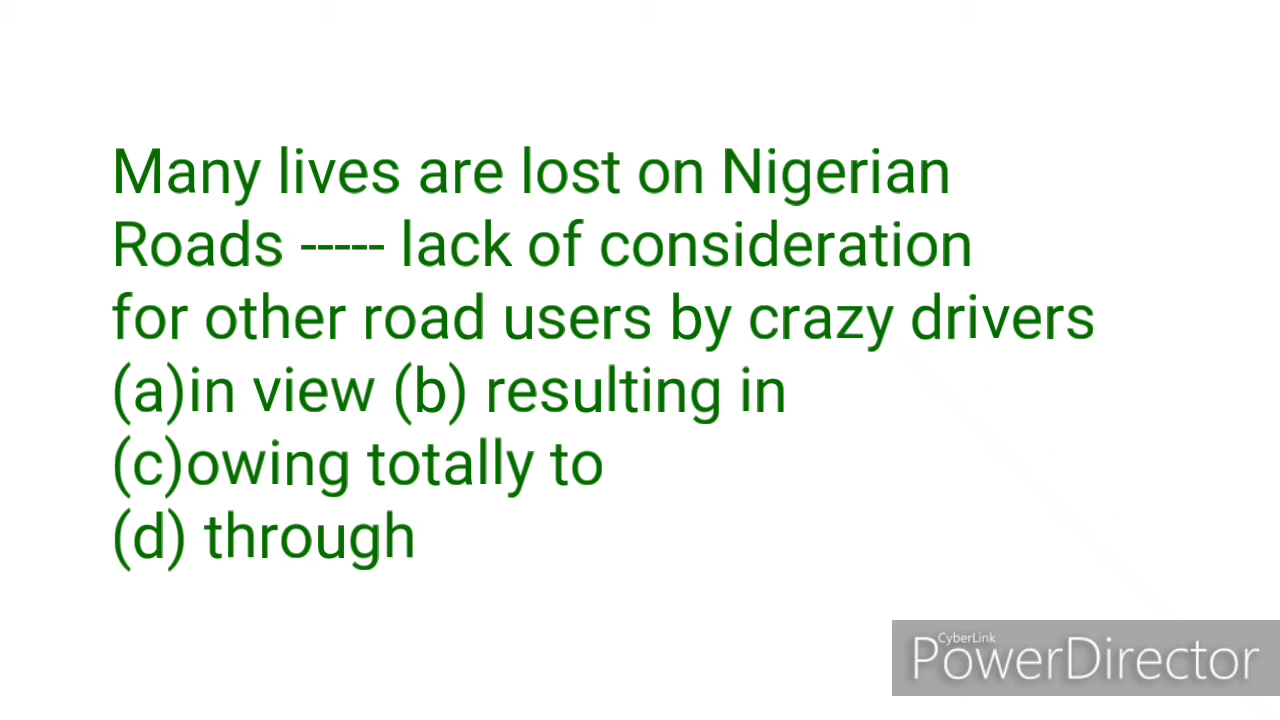 Many lives are lost on Nigerian
Roads ----- lack of consideration
for other road users by crazy drivers
(a)in view (b) resulting in
(c)owing totally to
(d) through
CyberLink
PowerDirector